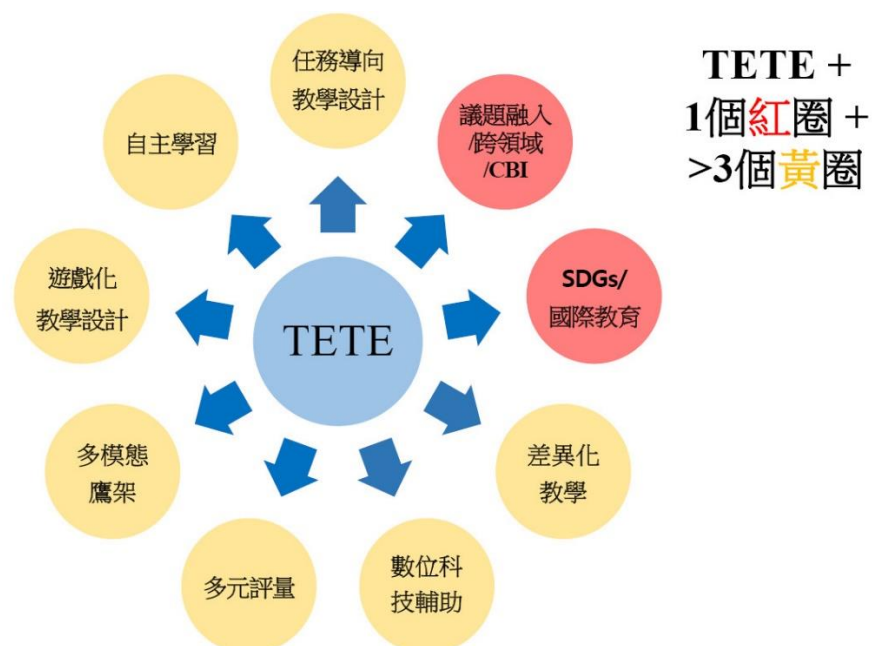 任務導向
教學設計
議題融入
/跨領域
/CBI
SDGs/
國際教育
差異化
教學
數位科
技輔助
多元評量
多模態
鷹架
遊戲化
教學設計
自主學習
TETE
TETE +
1個紅圈 +
>3個黃圈